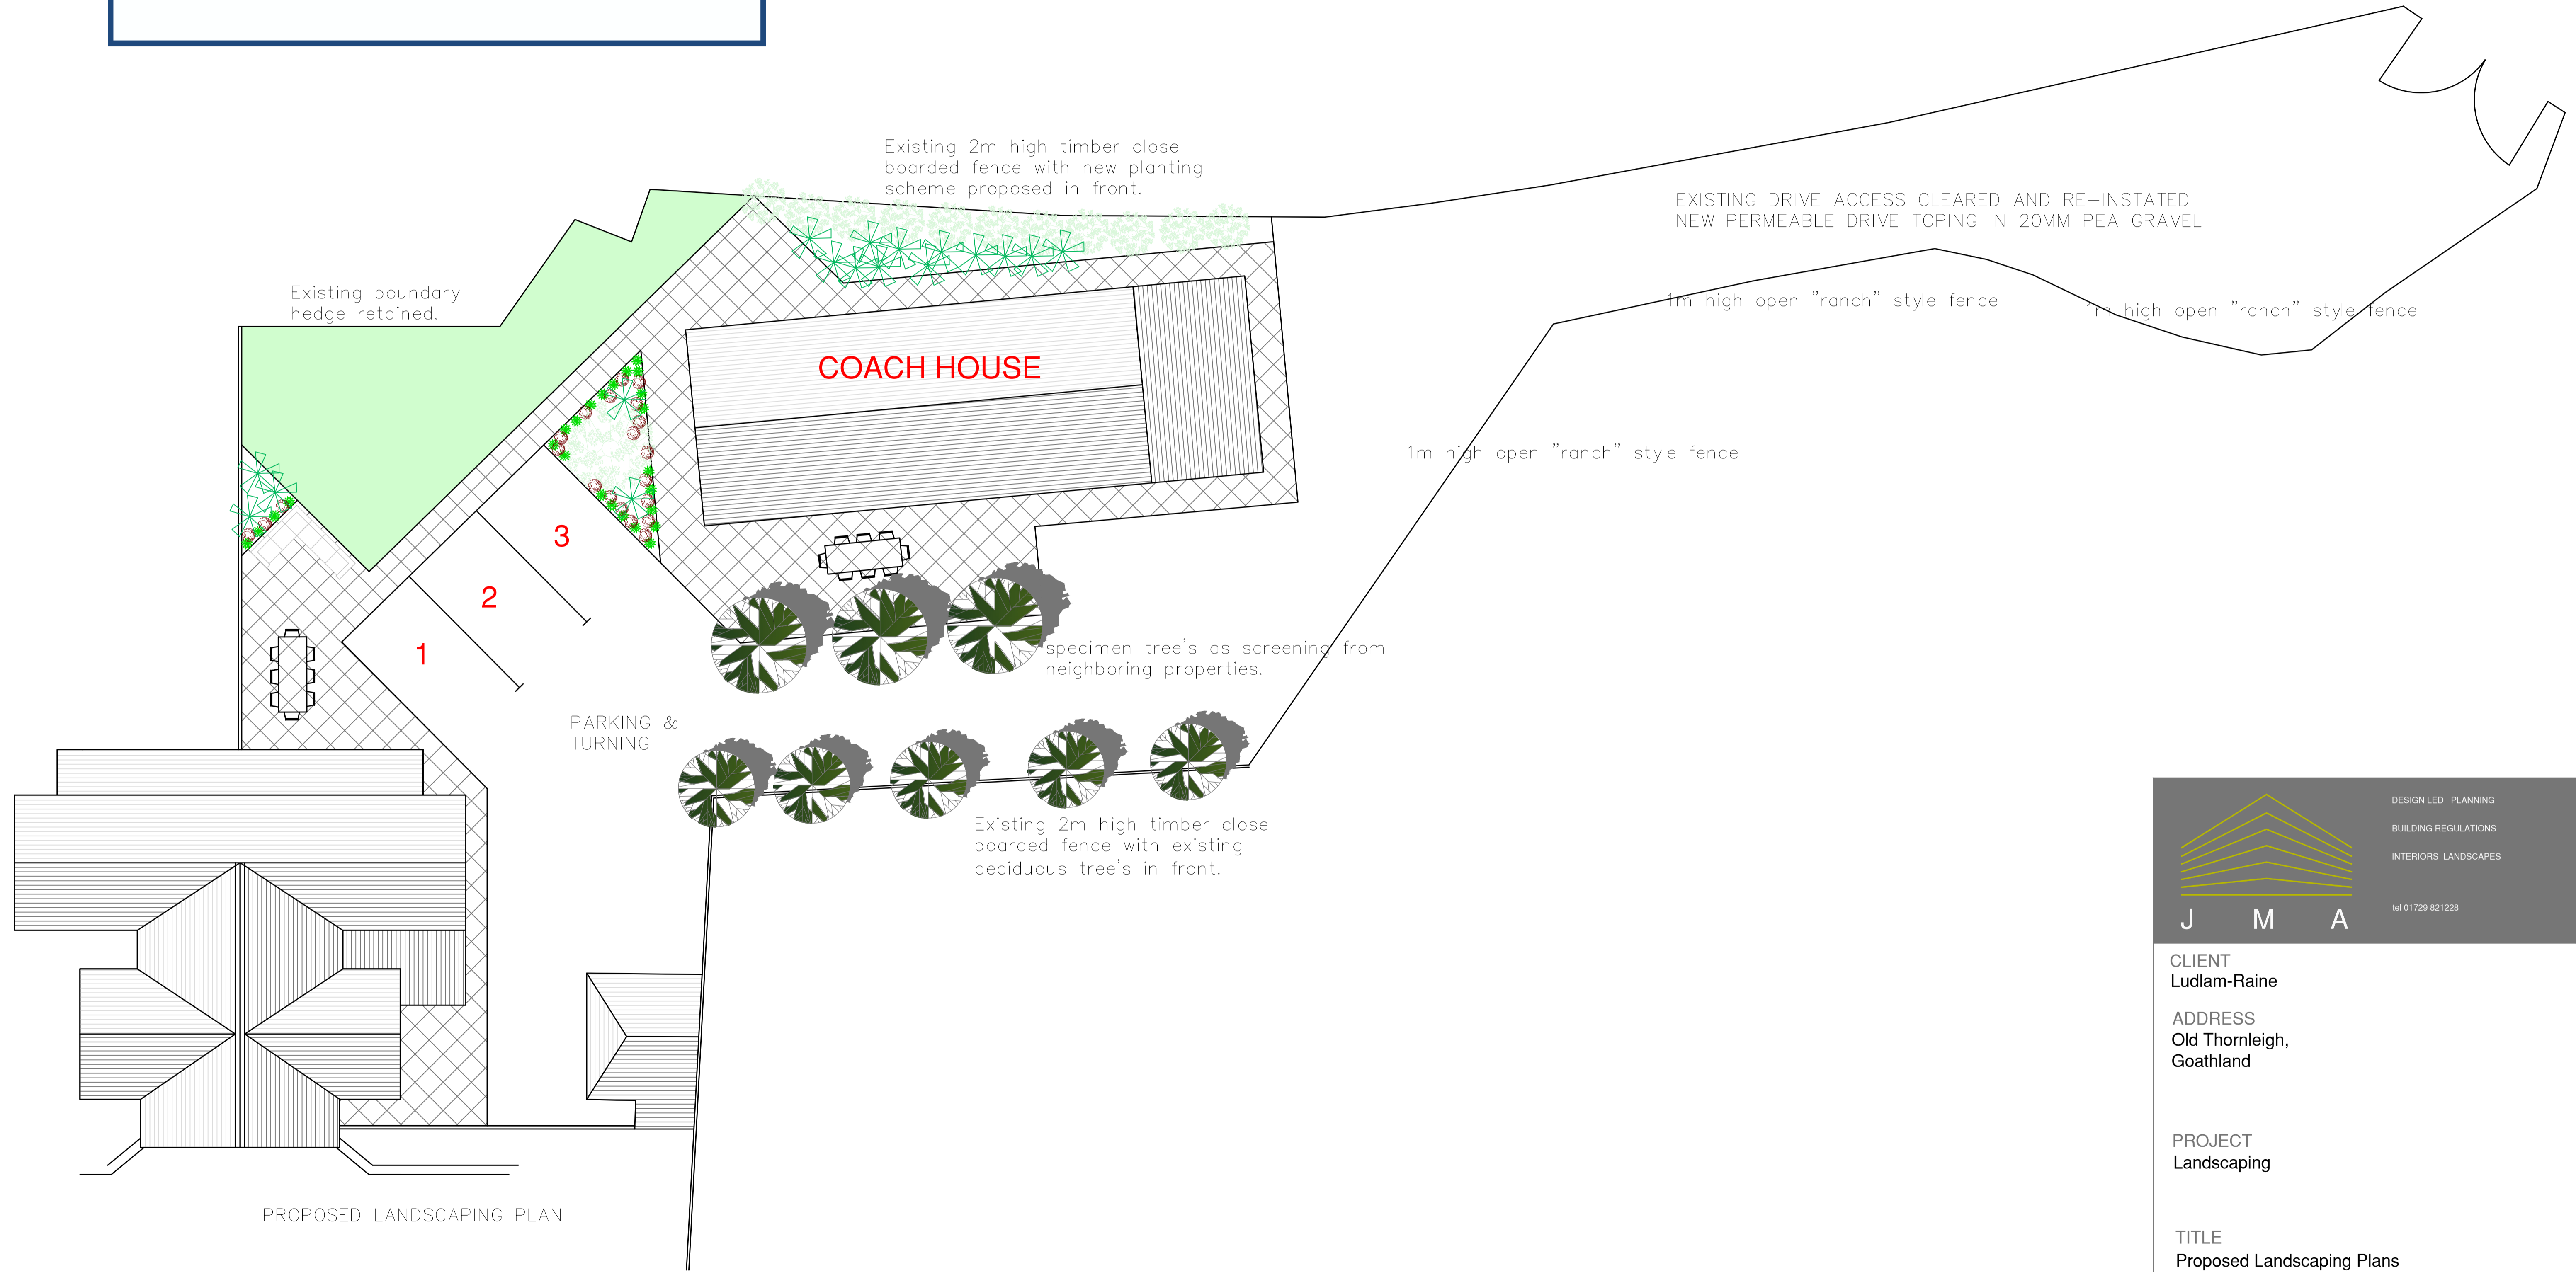 Existing 2m high timber close
boarded fence with new planting
scheme proposed in front.
EXISTING DRIVE ACCESS CLEARED AND RE-INSTATED
NEW PERMEABLE DRIVE TOPING IN 20MM PEA GRAVEL
Existing boundary
hedge retained.
1m high open "ranch" style fence
1m high open "ranch" style fence
COACH HOUSE
1m high open "ranch" style fence
3
2
1
specimen tree's as screening from
neighboring properties.
PARKING &
TURNING
Existing 2m high timber close
boarded fence with existing
deciduous tree's in front.
PROPOSED LANDSCAPING PLAN
DESIGN LED PLANNING
BUILDING REGULATIONS
INTERIORS LANDSCAPES
tel 01729 821228
J M A
CLIENT
Ludlam-Raine
ADDRESS
Old Thornleigh,
Goathland
PROJECT
Landscaping
TITLE
Proposed Landscaping Plans